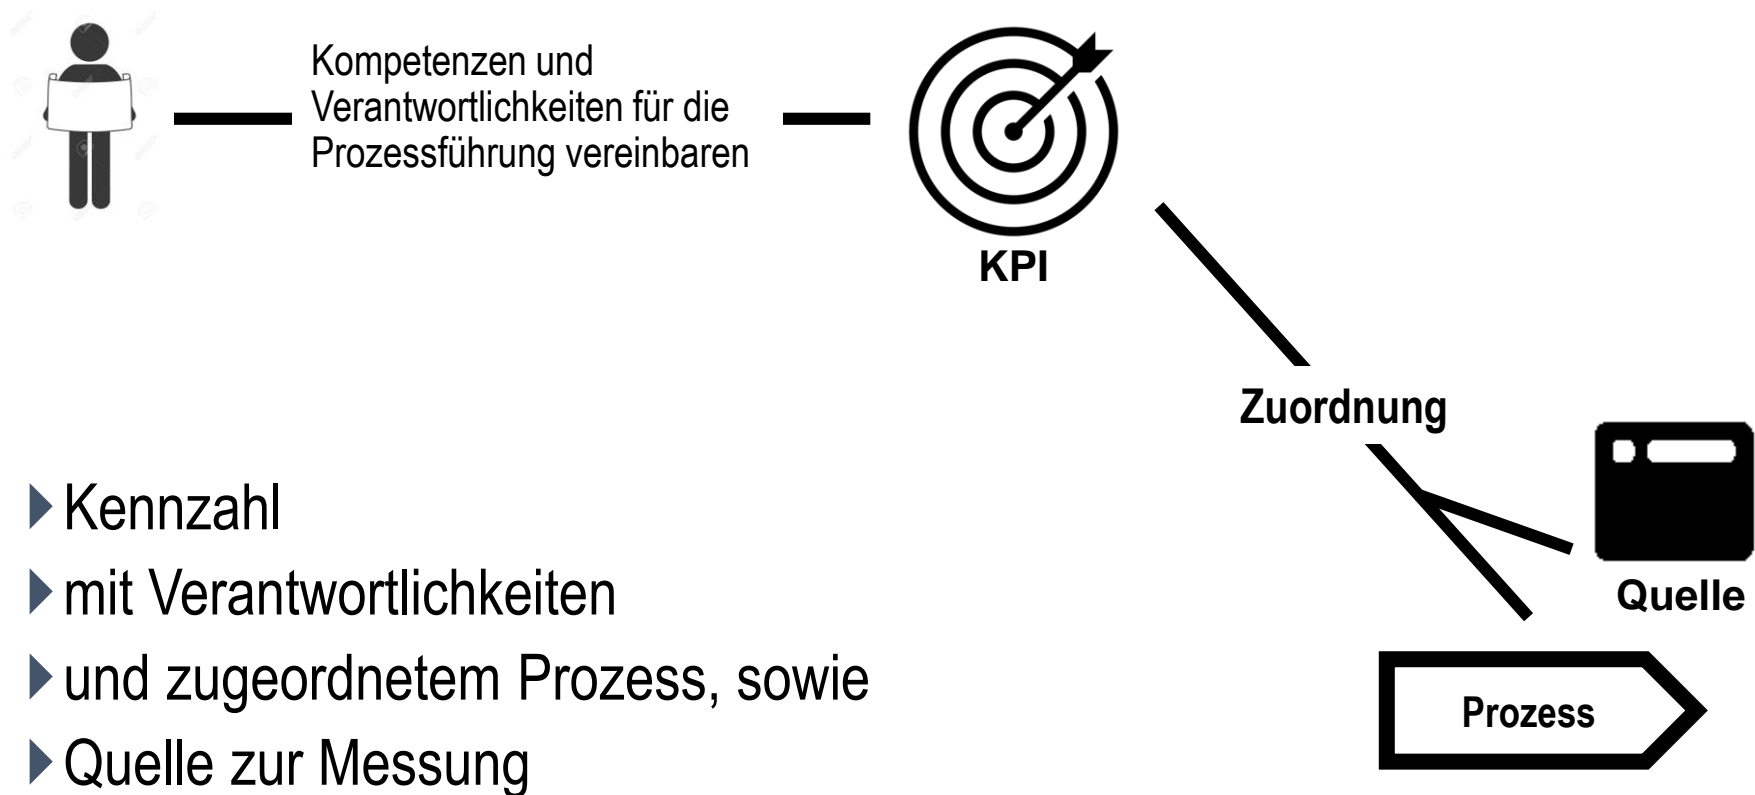 Kompetenzen und
Verantwortlichkeiten für die
Prozessführung vereinbaren
KPI
Zuordnung
Quelle
Prozess
Kennzahl
mit Verantwortlichkeiten
und zugeordnetem Prozess, sowie
Quelle zur Messung